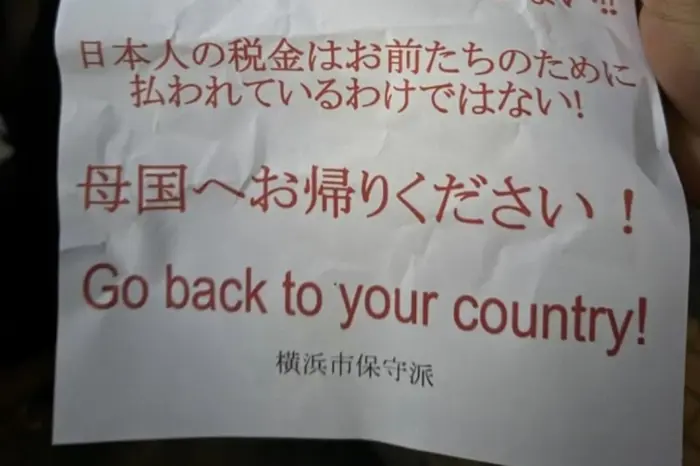 ない!!!
日本人の税金はお前たちのために
払われているわけではない!
母国へお帰りください！
Go back to your country!
横浜市保守派